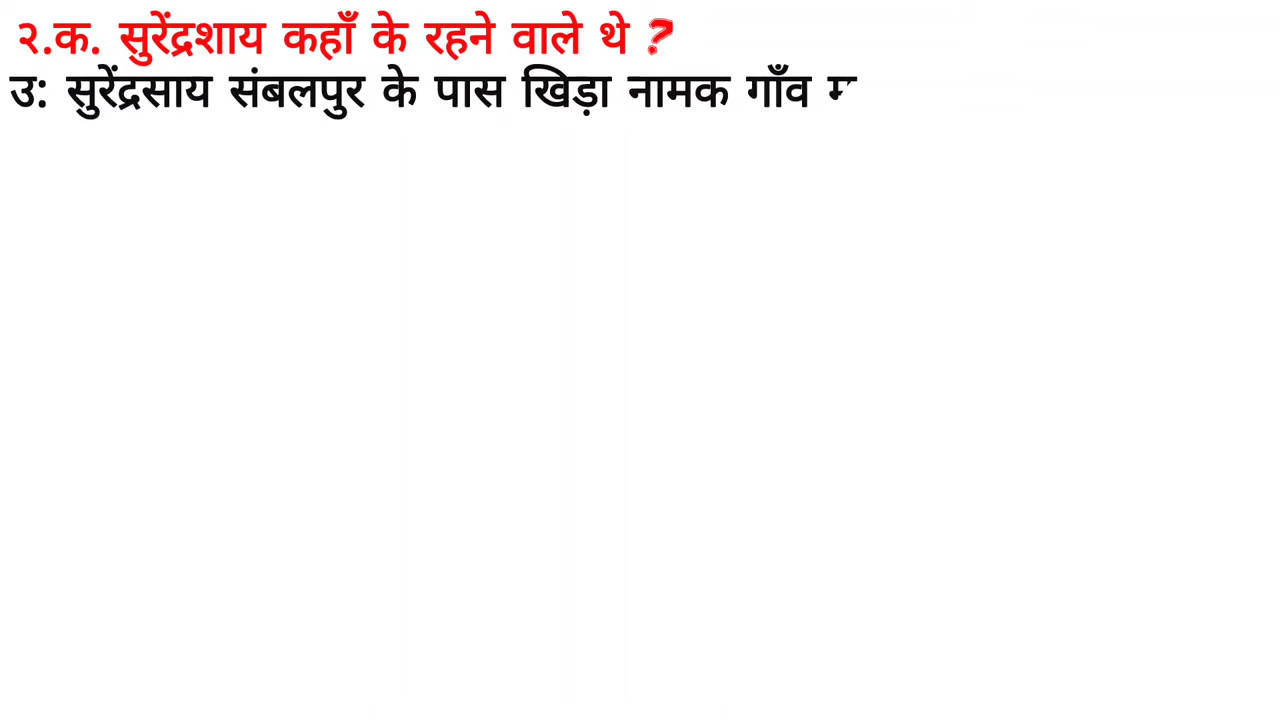 २.क. सुरेंद्रशाय कहाँ के रहने वाले थे ?
उ: सुरेंद्रसाय संबलपुर के पास खिड़ा नामक गाँव